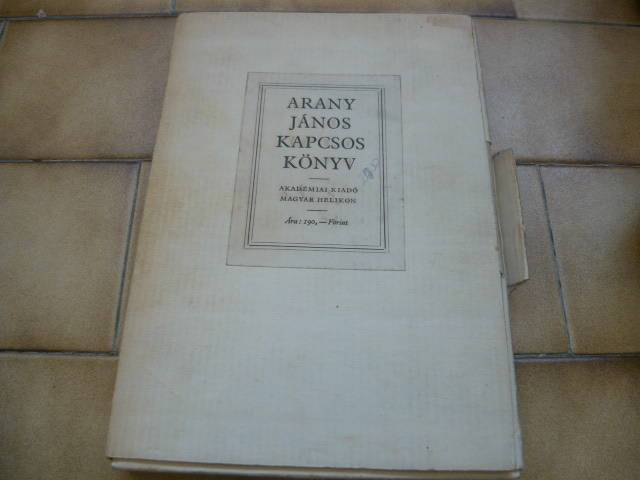 ARANY
JÁNOS
KAPCSOS
KÖNYV
AKADÉMIAI KIADÓ
MAGYAR HELIKON
Ára: 190,—Forint